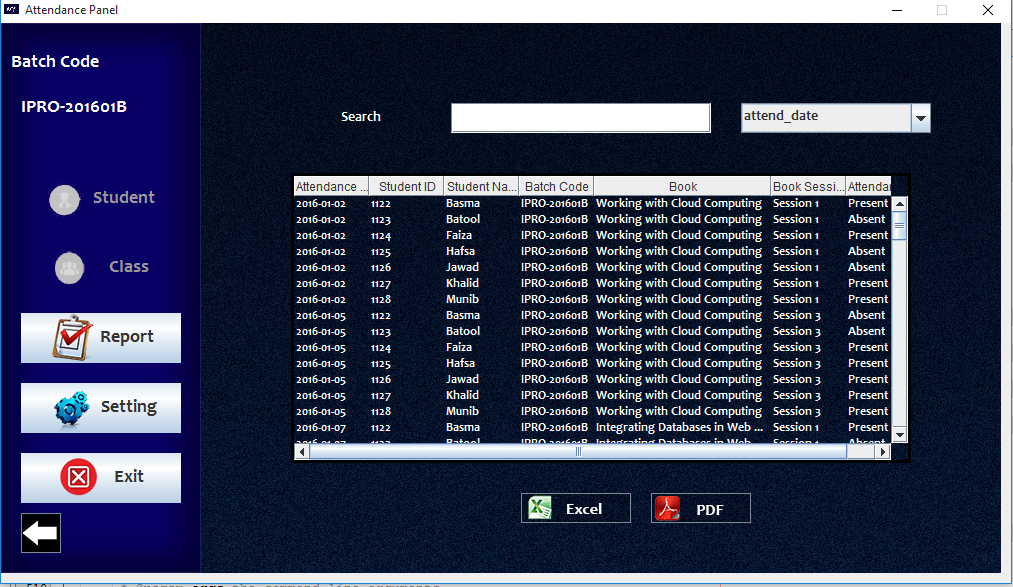 Attendance Panel
Batch Code
IPRO-201601B
Student
Class
Report
Setting
Exit
Search
attend_date
Attendance ... Student ID Student Na... Batch Code Book Book Sessi... Attendan
2016-01-02 1122 Basma IPRO-201601B Working with Cloud Computing Session 1 Present
2016-01-02 1123 Batool IPRO-201601B Working with Cloud Computing Session 1 Absent
2016-01-02 1124 Faiza IPRO-201601B Working with Cloud Computing Session 1 Present
2016-01-02 1125 Hafsa IPRO-201601B Working with Cloud Computing Session 1 Absent
2016-01-02 1126 Jawad IPRO-201601B Working with Cloud Computing Session 1 Absent
2016-01-02 1127 Khalid IPRO-201601B Working with Cloud Computing Session 1 Present
2016-01-02 1128 Munib IPRO-201601B Working with Cloud Computing Session 1 Present
2016-01-05 1122 Basma IPRO-201601B Working with Cloud Computing Session 3 Absent
2016-01-05 1123 Batool IPRO-201601B Working with Cloud Computing Session 3 Absent
2016-01-05 1124 Faiza IPRO-201601B Working with Cloud Computing Session 3 Present
2016-01-05 1125 Hafsa IPRO-201601B Working with Cloud Computing Session 3 Present
2016-01-05 1126 Jawad IPRO-201601B Working with Cloud Computing Session 3 Present
2016-01-05 1127 Khalid IPRO-201601B Working with Cloud Computing Session 3 Present
2016-01-05 1128 Munib IPRO-201601B Working with Cloud Computing Session 3 Present
2016-01-07 1122 Basma IPRO-201601B Integrating Databases in Web ... Session 1 Present
2016-01-07 1123 Batool IPRO-201601B Integrating Databases in Web ... Session 1 Absent
Excel
PDF